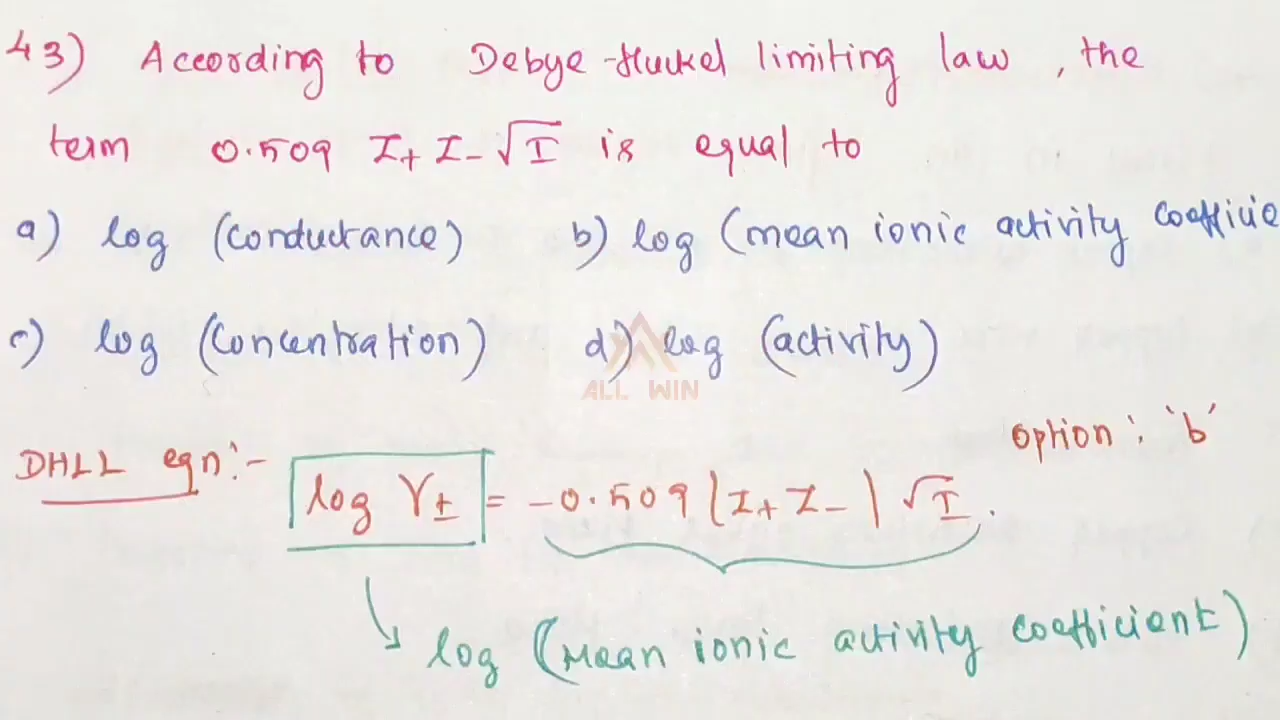 43) According to Debye-Huckel limiting law, the
term 0.509 Z+ Z- √I is equal to
a) log (conductance) b) log (mean ionic activity coefficie
c) log (concentration) d) log (activity)
ALL WIN
option: 'b'
DHLL eqn:- log γ± = -0.509 |Z+ Z-| √I.
log (Mean ionic activity coefficient)